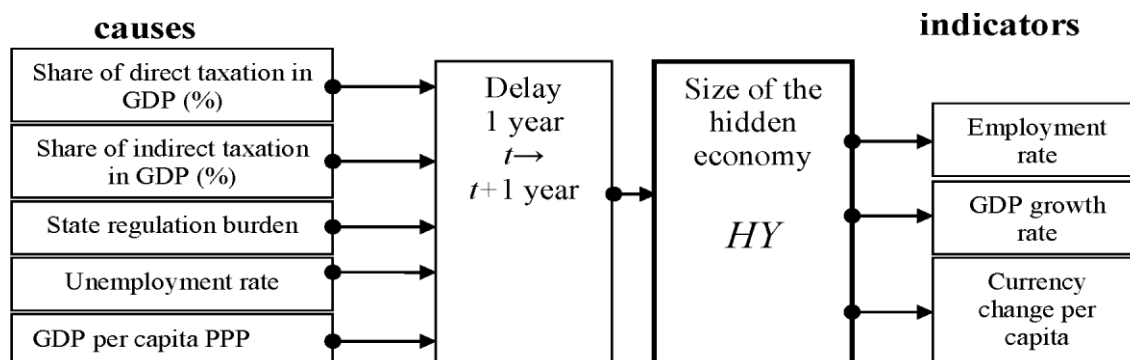 causes
Share of direct taxation in
GDP (%)
Share of indirect taxation
in GDP (%)
State regulation burden
Unemployment rate
GDP per capita PPP
Delay
1 year
t→
t+1 year
Size of the
hidden
economy
HY
indicators
Employment
rate
GDP growth
rate
Currency
change per
capita